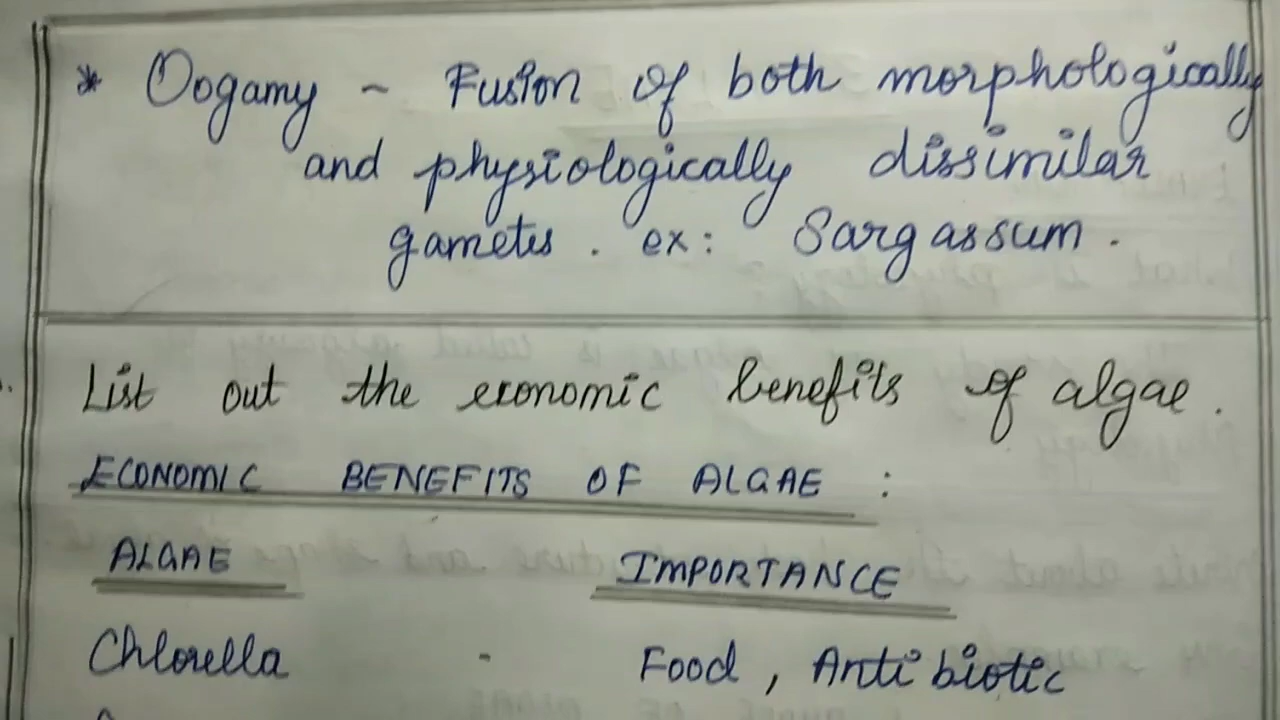 * Oogamy - Fusion of both morphologically
and physiologically dissimilar
gametes. ex: Sargassum.
List out the economic benefits of algae.
ECONOMIC BENEFITS OF ALGAE :
ALGAE IMPORTANCE
Chlorella - Food, Antibiotic